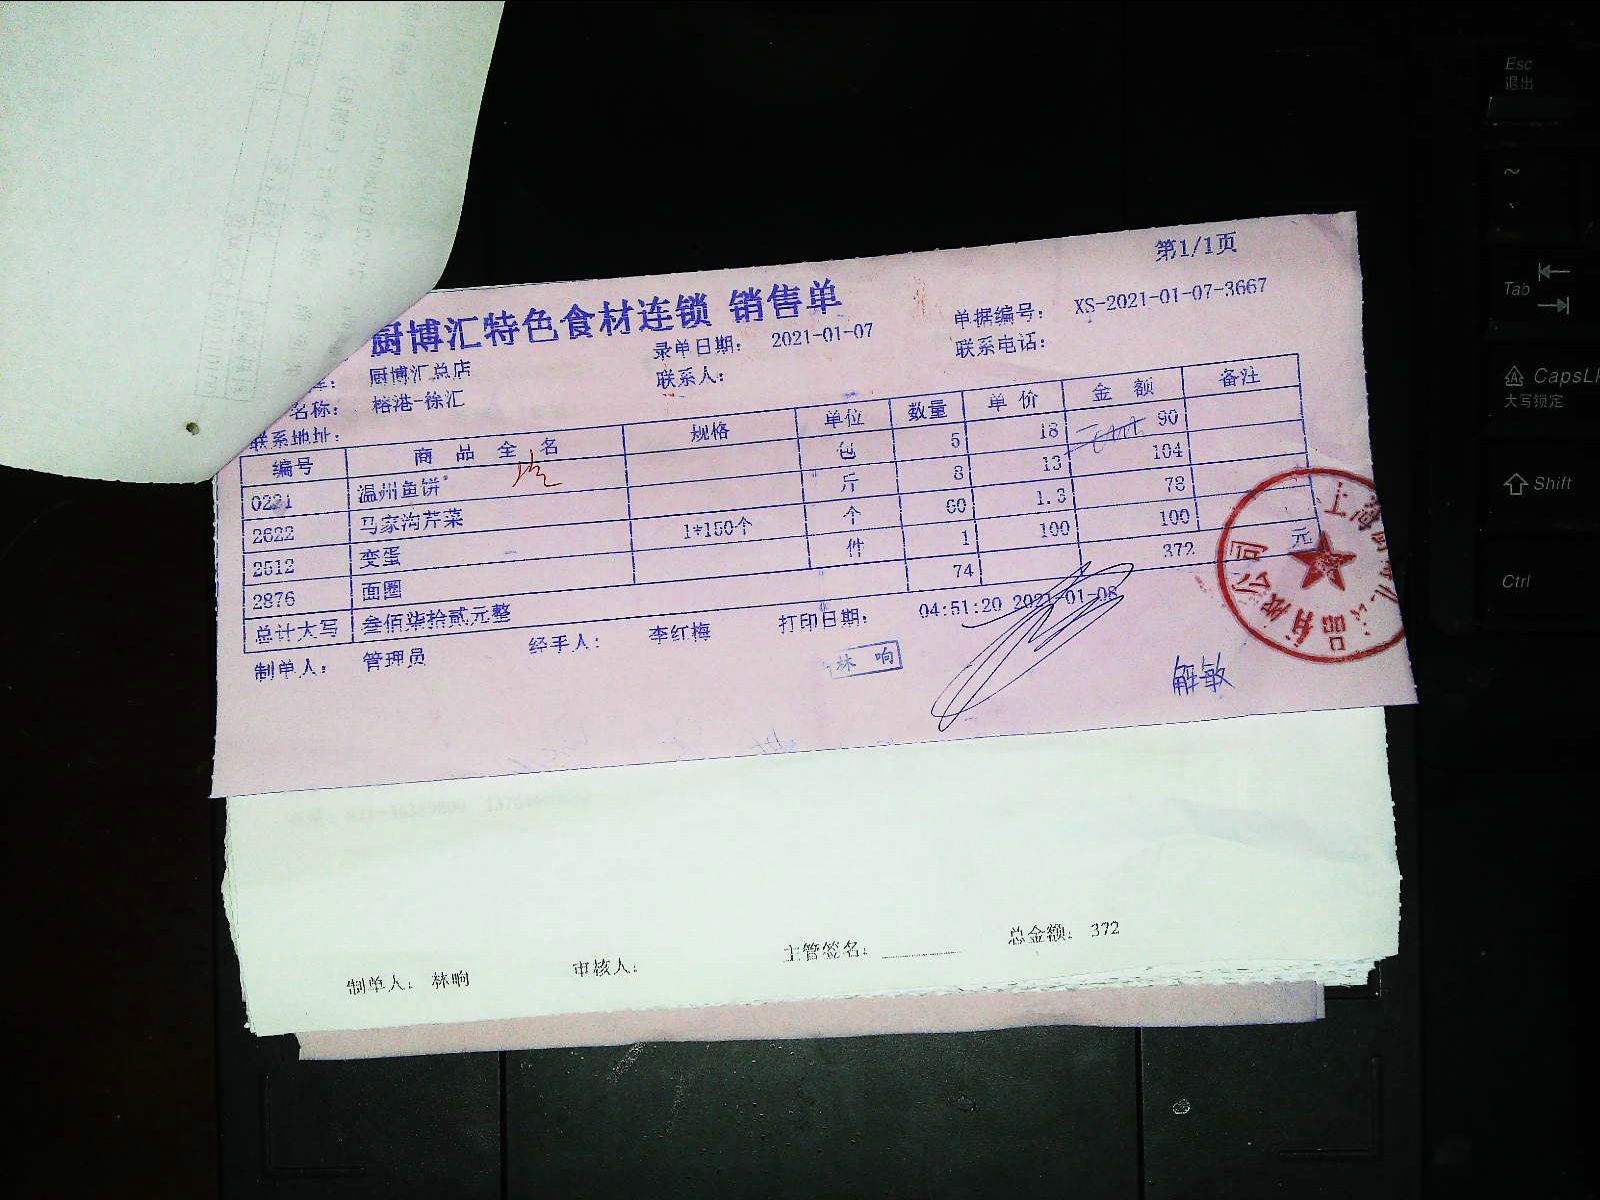 第1/1页
厨博汇特色食材连锁 销售单
录单日期： 2021-01-07
单据编号： XS-2021-01-07-3667
厨博汇总店
联系人：
联系电话：
名称： 榕港-徐汇
联系地址：
编号 商品全名 规格 单位 数量 单价 金额 备注
0221 温州鱼饼 包 5 18 90
2622 马家沟芹菜 斤 8 13 104
2512 变蛋 1*150个 个 60 1.3 78
2876 面圈 件 1 100 100
总计大写 叁佰柒拾贰元整 74 372 元
制单人： 管理员 经手人： 李红梅 打印日期： 04:51:20 2021-01-08
林响
解敏
制单人： 林响 审核人： 主管签名： 总金额： 372
Esc
退出
~
Tab
CapsL
大写锁定
Shift
Ctrl